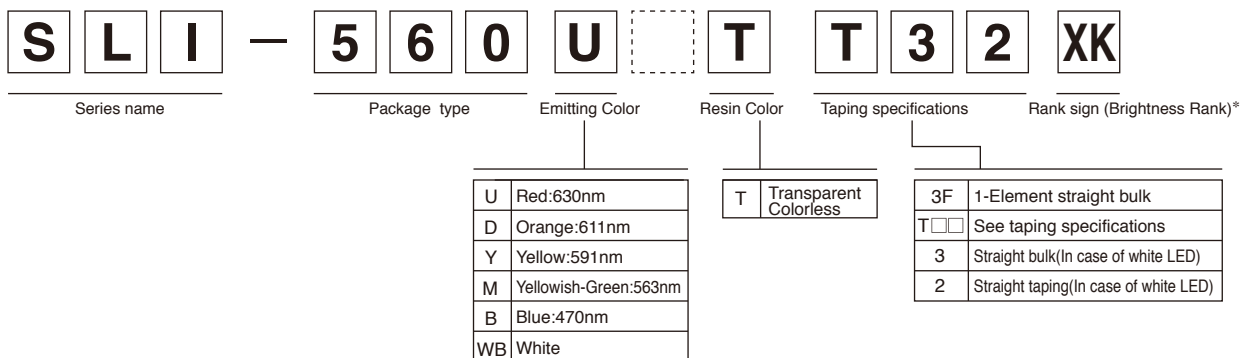 S L I – 5 6 0 U T T 3 2 XK
Series name Package type Emitting Color Resin Color Taping specifications Rank sign (Brightness Rank)*
U Red:630nm
D Orange:611nm
Y Yellow:591nm
M Yellowish-Green:563nm
B Blue:470nm
WB White
T Transparent
Colorless
3F 1-Element straight bulk
T□□ See taping specifications
3 Straight bulk(In case of white LED)
2 Straight taping(In case of white LED)